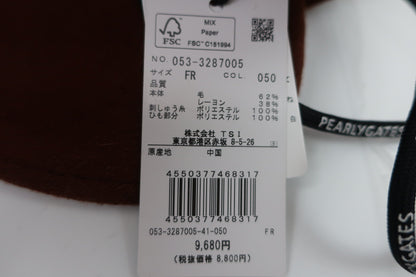 FSC
MIX
Paper
FSC™ C151994
NO. 053-3287005
サイズ FR COL. 050
品質
毛 62%
レーヨン 38%
刺しゅう糸 ポリエステル 100%
ひも部分 ポリエステル 100%
株式会社 TSI
東京都港区赤坂 8-5-26
原産地 中国
4550377468317
4550377468317
053-3287005-41-050 FR
9,680円
(税抜価格 8,800円)
PEARLYGATES
PEARLYGATES